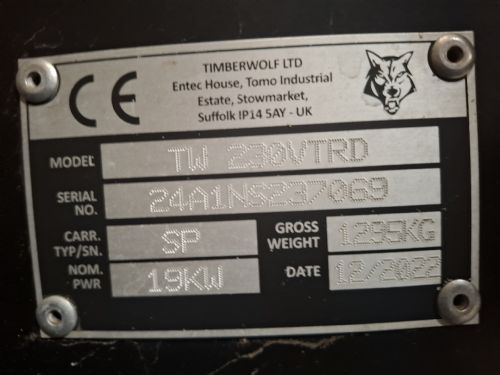 TIMBERWOLF LTD
Entec House, Tomo Industrial
Estate, Stowmarket,
Suffolk IP14 5AY - UK
CE
MODEL TW 230VTRD
SERIAL NO. 24A1NS237069
CARR. TYP/SN. SP
GROSS WEIGHT 1295KG
NOM. PWR 19KW
DATE 12/2022